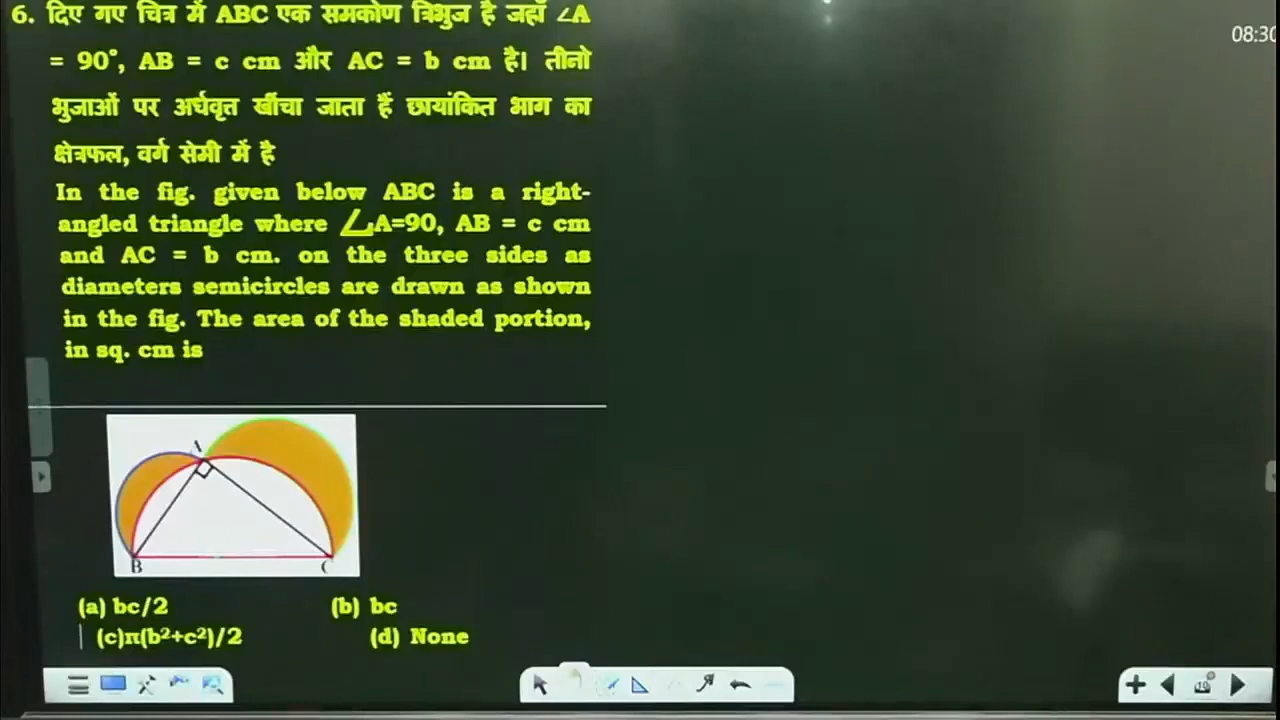 08:30
6. दिए गए चित्र में ABC एक समकोण त्रिभुज है जहाँ ∠A
= 90°, AB = c cm और AC = b cm है। तीनो
भुजाओं पर अर्धवृत्त खींचा जाता हैं छायांकित भाग का
क्षेत्रफल, वर्ग सेमी में है
In the fig. given below ABC is a right-
angled triangle where ∠A=90, AB = c cm
and AC = b cm. on the three sides as
diameters semicircles are drawn as shown
in the fig. The area of the shaded portion,
in sq. cm is
A
B C
(a) bc/2 (b) bc
(c)π(b²+c²)/2 (d) None